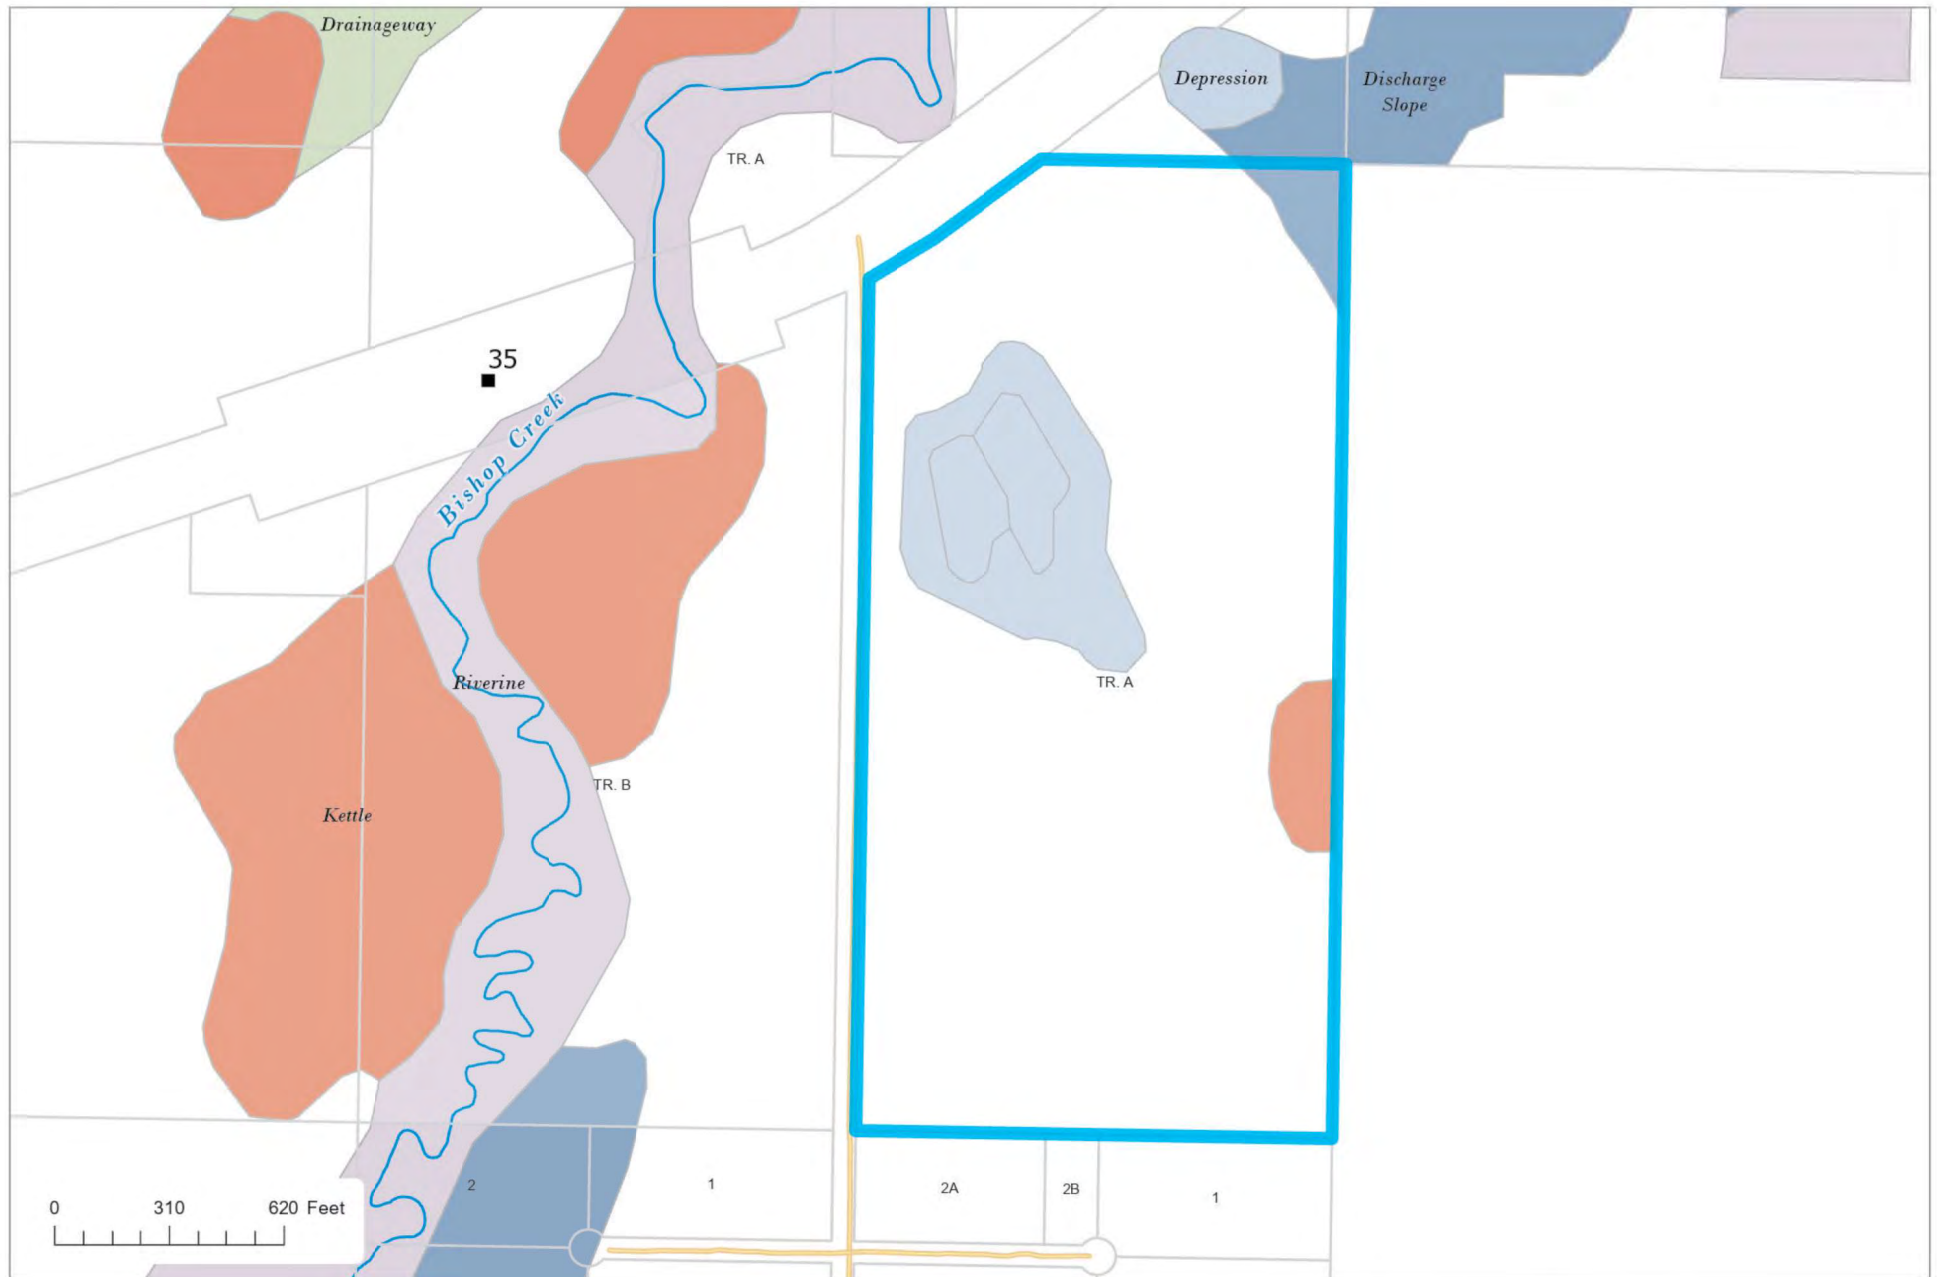 Drainageway
Depression
Discharge
Slope
TR. A
35
Bishop Creek
Riverine
TR. A
TR. B
Kettle
2
1
2A
2B
1
0 310 620 Feet